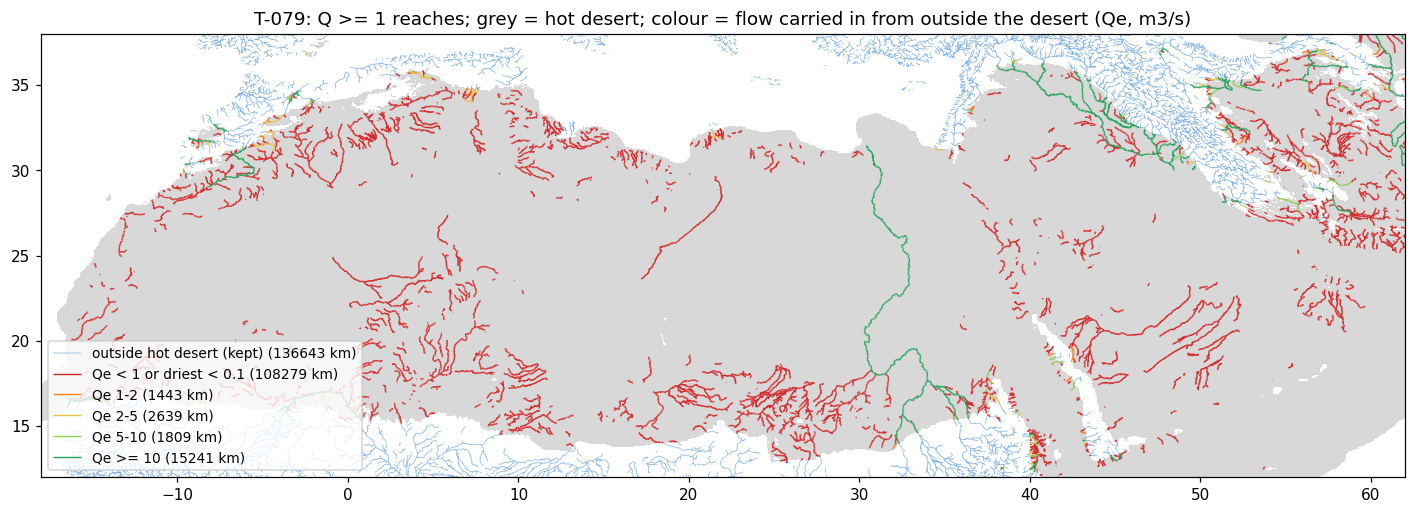 T-079: Q >= 1 reaches; grey = hot desert; colour = flow carried in from outside the desert (Qe, m3/s)
35
30
25
20
15
outside hot desert (kept) (136643 km)
Qe < 1 or driest < 0.1 (108279 km)
Qe 1-2 (1443 km)
Qe 2-5 (2639 km)
Qe 5-10 (1809 km)
Qe >= 10 (15241 km)
−10 0 10 20 30 40 50 60